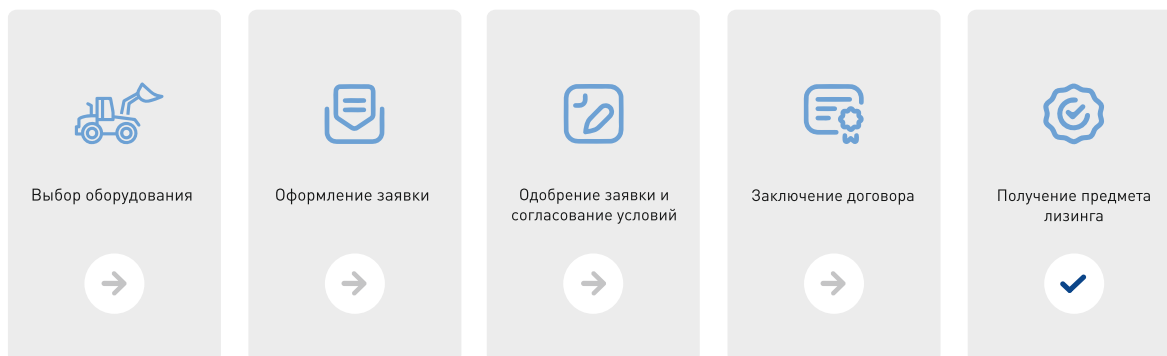 Выбор оборудования
Оформление заявки
Одобрение заявки и
согласование условий
Заключение договора
Получение предмета
лизинга